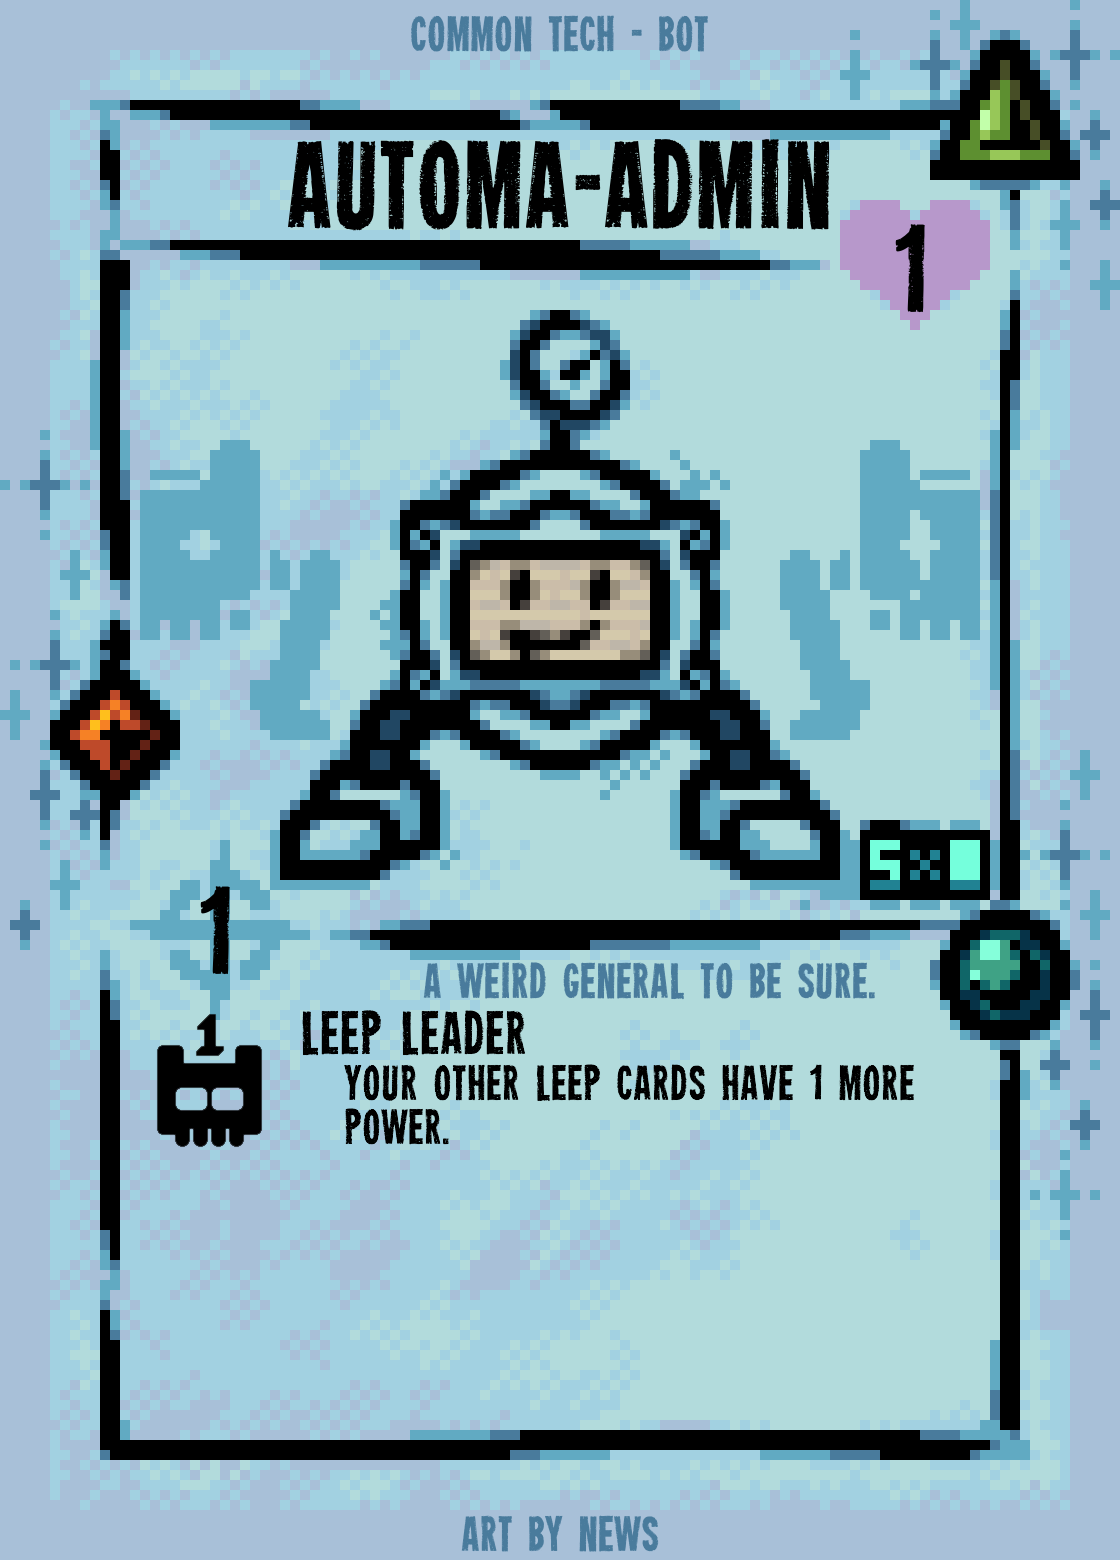 COMMON TECH - BOT
AUTOMA-ADMIN
1
5×
1
A WEIRD GENERAL TO BE SURE.
1
LEEP LEADER
YOUR OTHER LEEP CARDS HAVE 1 MORE
POWER.
ART BY NEWS